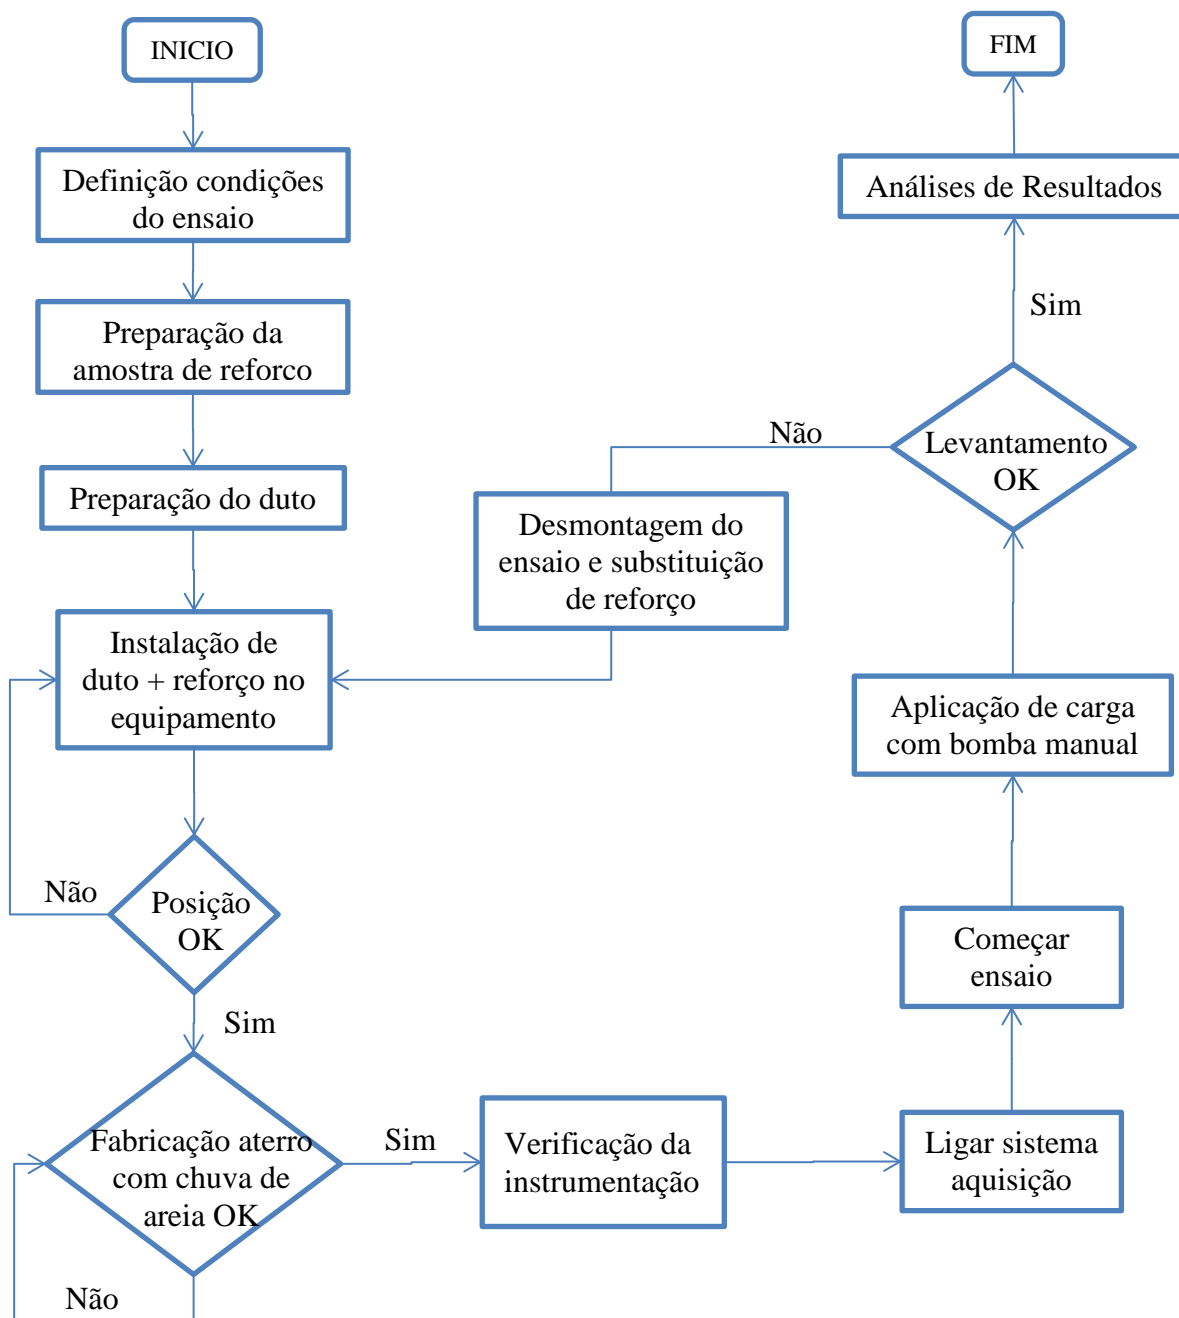 INICIO
Definição condições
do ensaio
Preparação da
amostra de reforco
Preparação do duto
Instalação de
duto + reforço no
equipamento
Não
Posição
OK
Sim
Fabricação aterro
com chuva de
areia OK
Não
Sim
Verificação da
instrumentação
Ligar sistema
aquisição
Começar
ensaio
Aplicação de carga
com bomba manual
Levantamento
OK
Não
Desmontagem do
ensaio e substituição
de reforço
Sim
Análises de Resultados
FIM